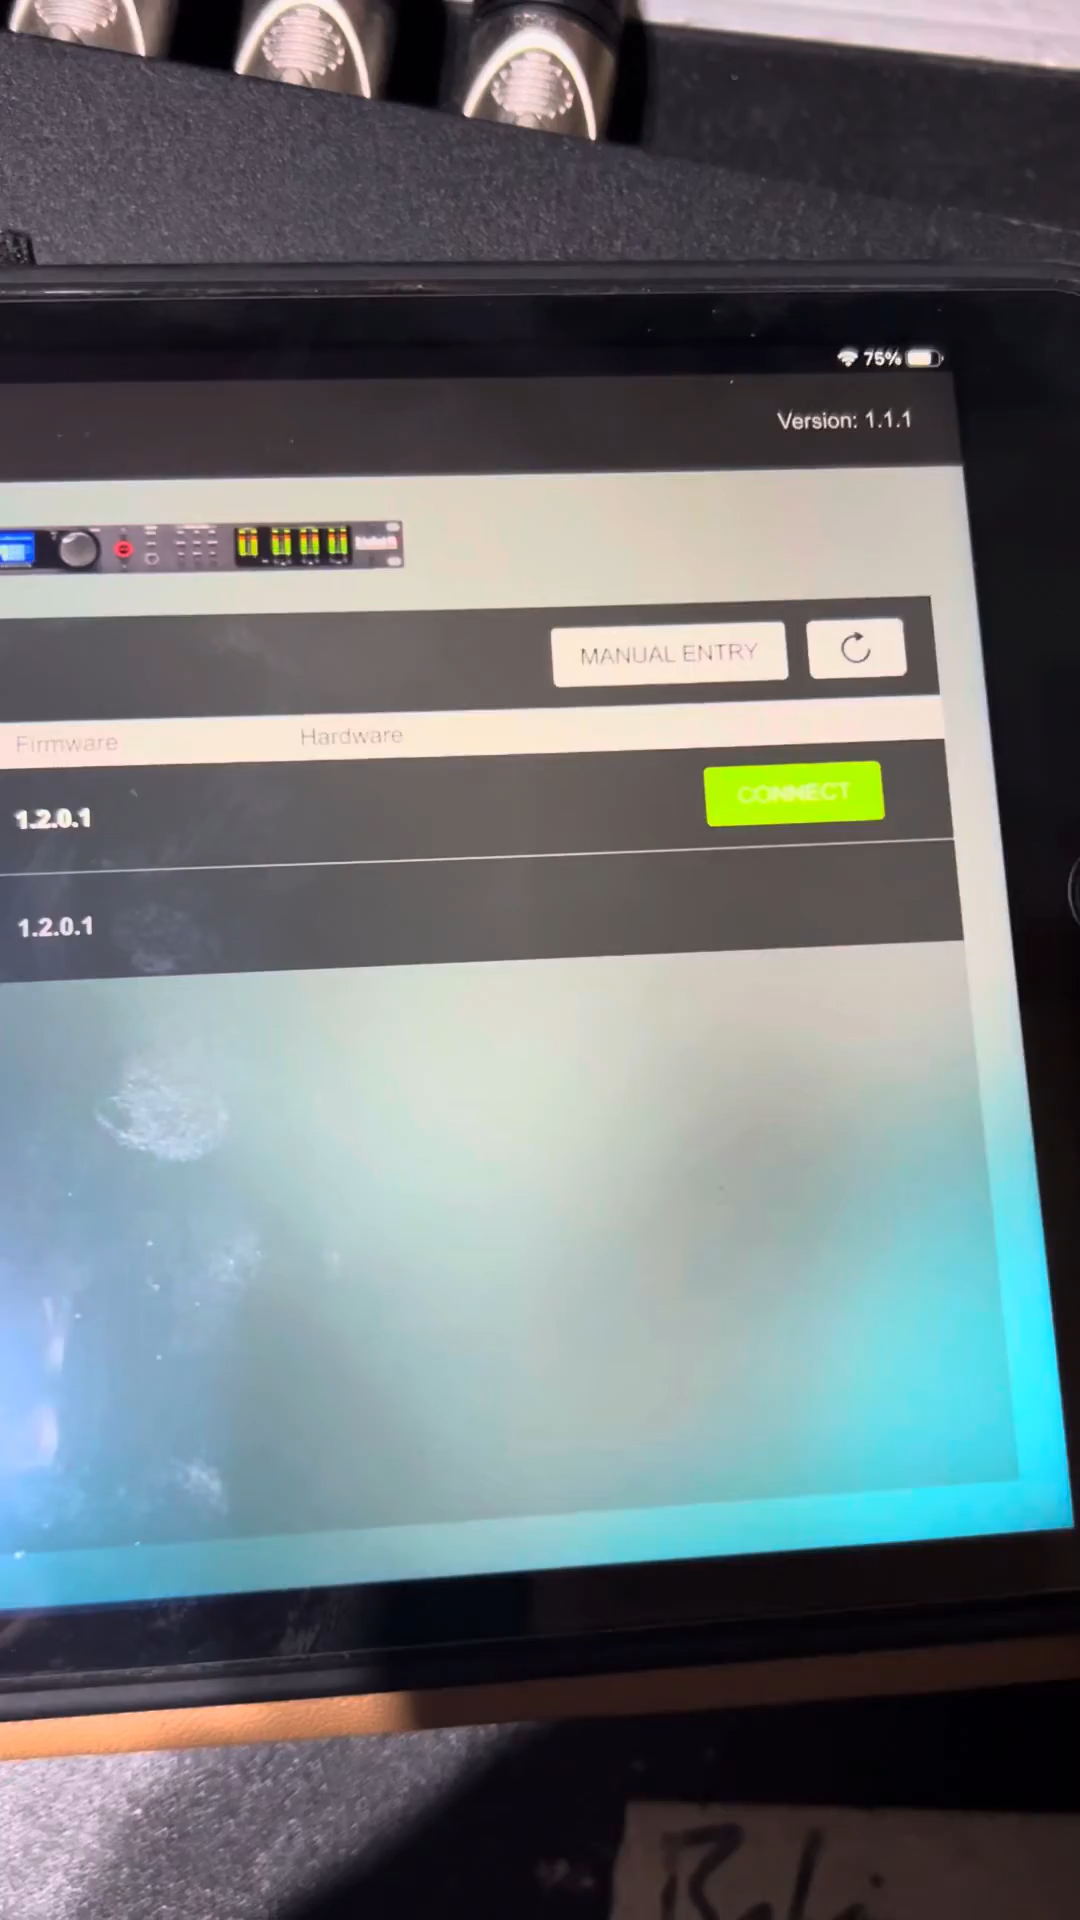 75%
Version: 1.1.1
MANUAL ENTRY
Firmware Hardware
1.2.0.1 CONNECT
1.2.0.1